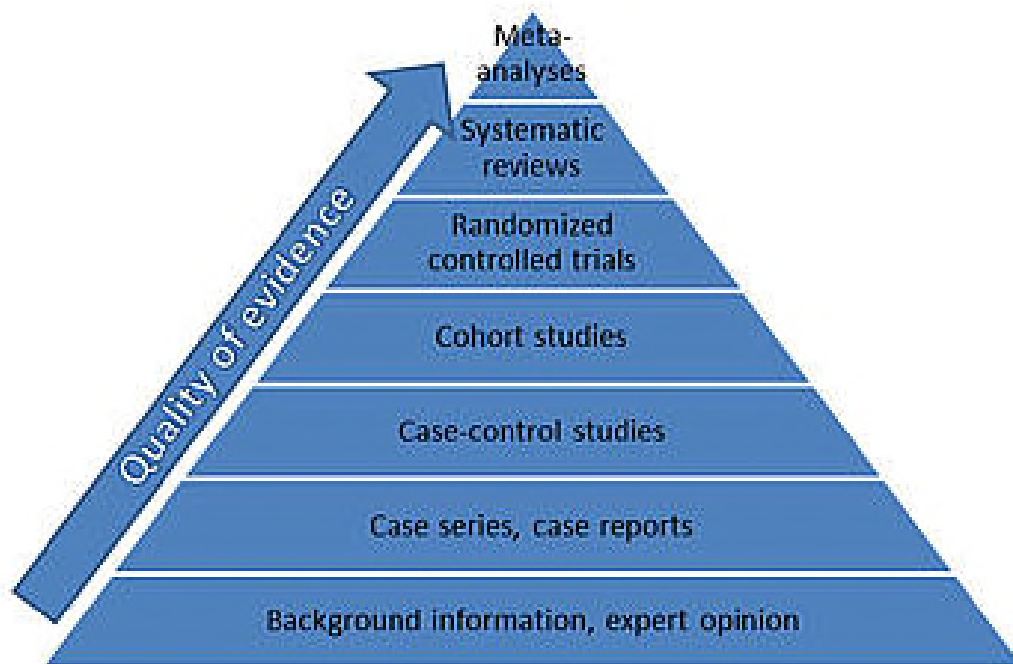 Meta-
analyses
Systematic
reviews
Randomized
controlled trials
Cohort studies
Case-control studies
Case series, case reports
Background information, expert opinion
Quality of evidence